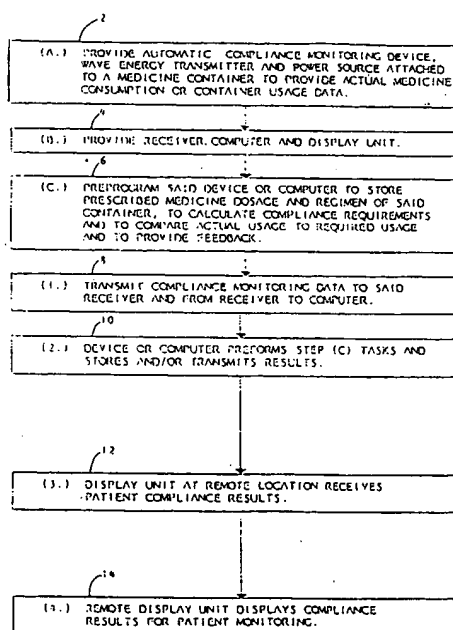 2
(A.) PROVIDE AUTOMATIC COMPLIANCE MONITORING DEVICE,
WAVE ENERGY TRANSMITTER AND POWER SOURCE ATTACHED
TO A MEDICINE CONTAINER TO PROVIDE ACTUAL MEDICINE
CONSUMPTION OR CONTAINER USAGE DATA.
4
(B.) PROVIDE RECEIVER, COMPUTER AND DISPLAY UNIT.
6
(C.) PREPROGRAM SAID DEVICE OR COMPUTER TO STORE
PRESCRIBED MEDICINE DOSAGE AND REGIMEN OF SAID
CONTAINER, TO CALCULATE COMPLIANCE REQUIREMENTS
AND TO COMPARE ACTUAL USAGE TO REQUIRED USAGE
AND TO PROVIDE FEEDBACK.
8
(1.) TRANSMIT COMPLIANCE MONITORING DATA TO SAID
RECEIVER AND FROM RECEIVER TO COMPUTER.
10
(2.) DEVICE OR COMPUTER PREFORMS STEP (C) TASKS AND
STORES AND/OR TRANSMITS RESULTS.
12
(3.) DISPLAY UNIT AT REMOTE LOCATION RECEIVES
PATIENT COMPLIANCE RESULTS.
14
(4.) REMOTE DISPLAY UNIT DISPLAYS COMPLIANCE
RESULTS FOR PATIENT MONITORING.